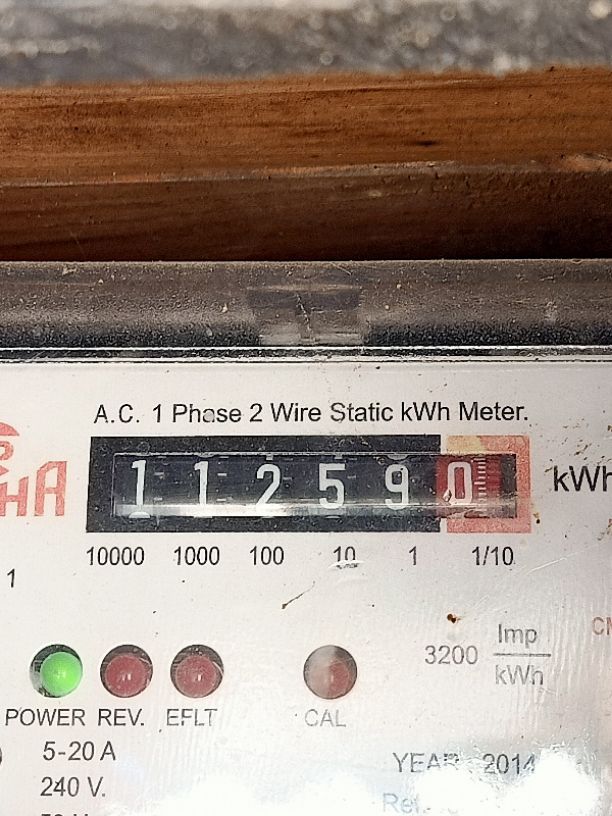 A.C. 1 Phase 2 Wire Static kWh Meter.
1 1 2 5 9 0 kWh
10000 1000 100 10 1 1/10
1
3200 Imp
kWh
POWER REV. EFLT CAL
5-20 A
240 V.
YEAR 2014